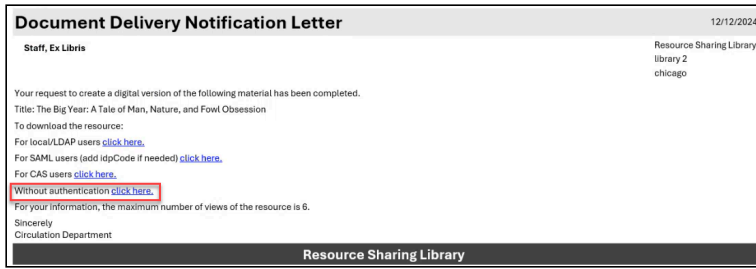 Document Delivery Notification Letter
12/12/2024
Staff, Ex Libris
Resource Sharing Library
library 2
chicago
Your request to create a digital version of the following material has been completed.
Title: The Big Year: A Tale of Man, Nature, and Fowl Obsession
To download the resource:
For local/LDAP users click here.
For SAML users (add idpCode if needed) click here.
For CAS users click here.
Without authentication click here.
For your information, the maximum number of views of the resource is 6.
Sincerely
Circulation Department
Resource Sharing Library